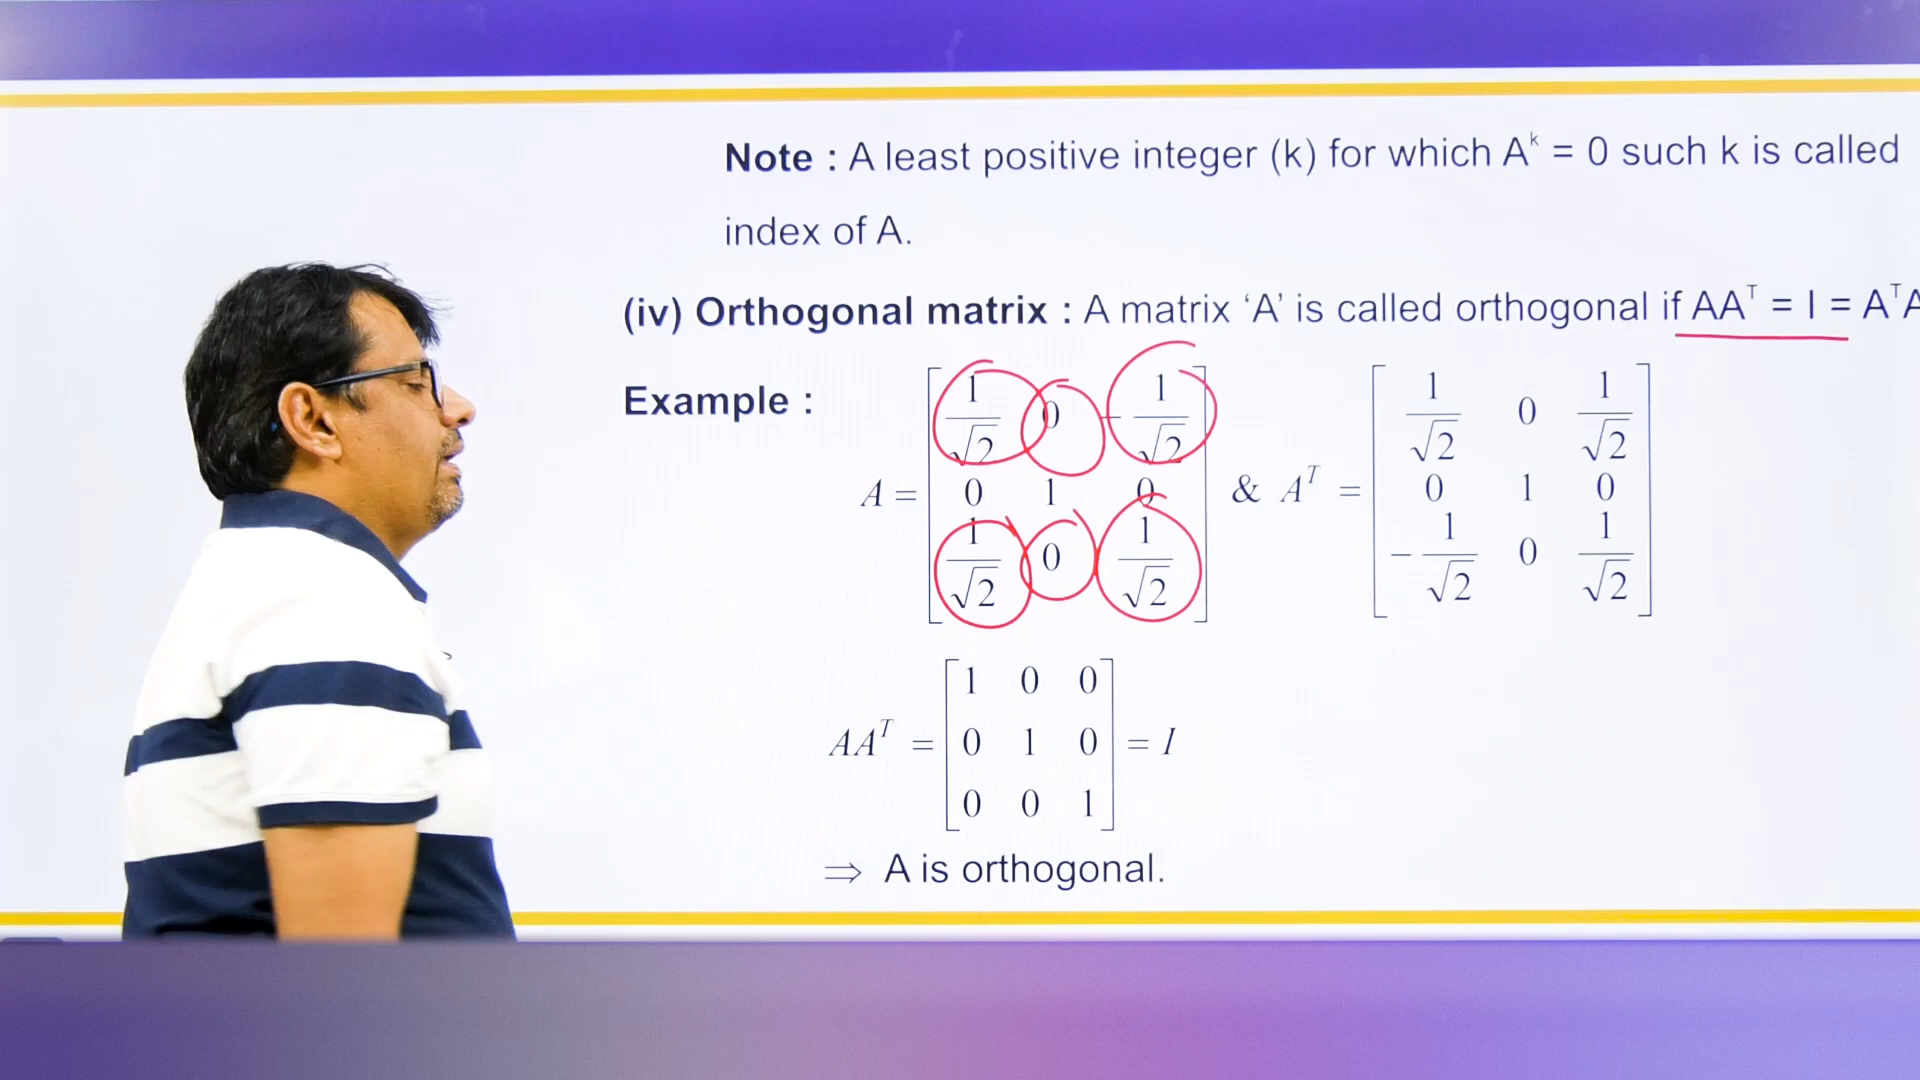 Note : A least positive integer (k) for which Aᵏ = 0 such k is called
index of A.
(iv) Orthogonal matrix : A matrix ‘A’ is called orthogonal if AAᵀ = I = AᵀA
Example :
A = [ 1/√2 0 -1/√2 ; 0 1 0 ; 1/√2 0 1/√2 ] & Aᵀ = [ 1/√2 0 1/√2 ; 0 1 0 ; -1/√2 0 1/√2 ]
AAᵀ = [ 1 0 0 ; 0 1 0 ; 0 0 1 ] = I
⇒ A is orthogonal.